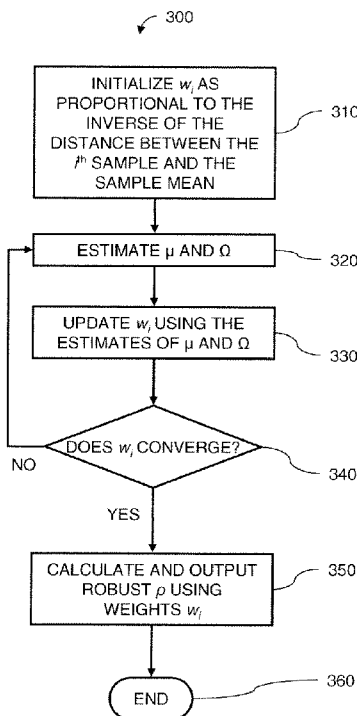 300
INITIALIZE wi AS
PROPORTIONAL TO THE
INVERSE OF THE
DISTANCE BETWEEN THE
ith SAMPLE AND THE
SAMPLE MEAN
310
ESTIMATE μ AND Ω
320
UPDATE wi USING THE
ESTIMATES OF μ AND Ω
330
DOES wi CONVERGE?
340
NO
YES
CALCULATE AND OUTPUT
ROBUST ρ USING
WEIGHTS wi
350
END
360